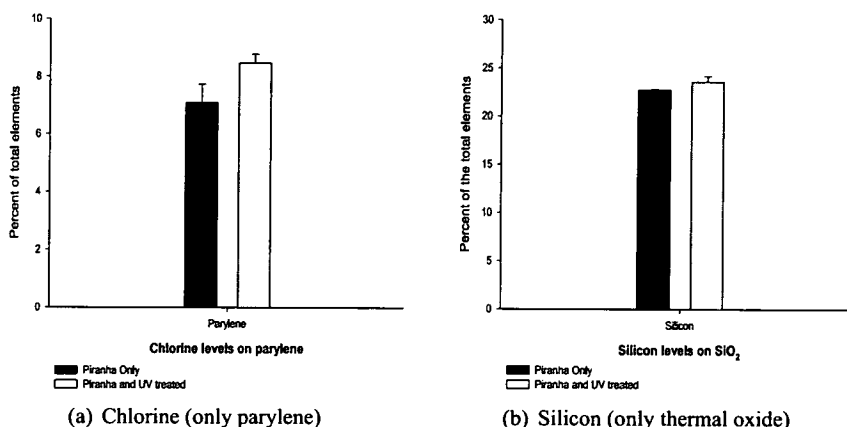 10
8
6
4
2
0
Percent of total elements
Parylene
Chlorine levels on parylene
Piranha Only
Piranha and UV treated
(a) Chlorine (only parylene)
30
25
20
15
10
5
0
Percent of the total elements
Silicon
Silicon levels on SiO₂
Piranha Only
Piranha and UV treated
(b) Silicon (only thermal oxide)